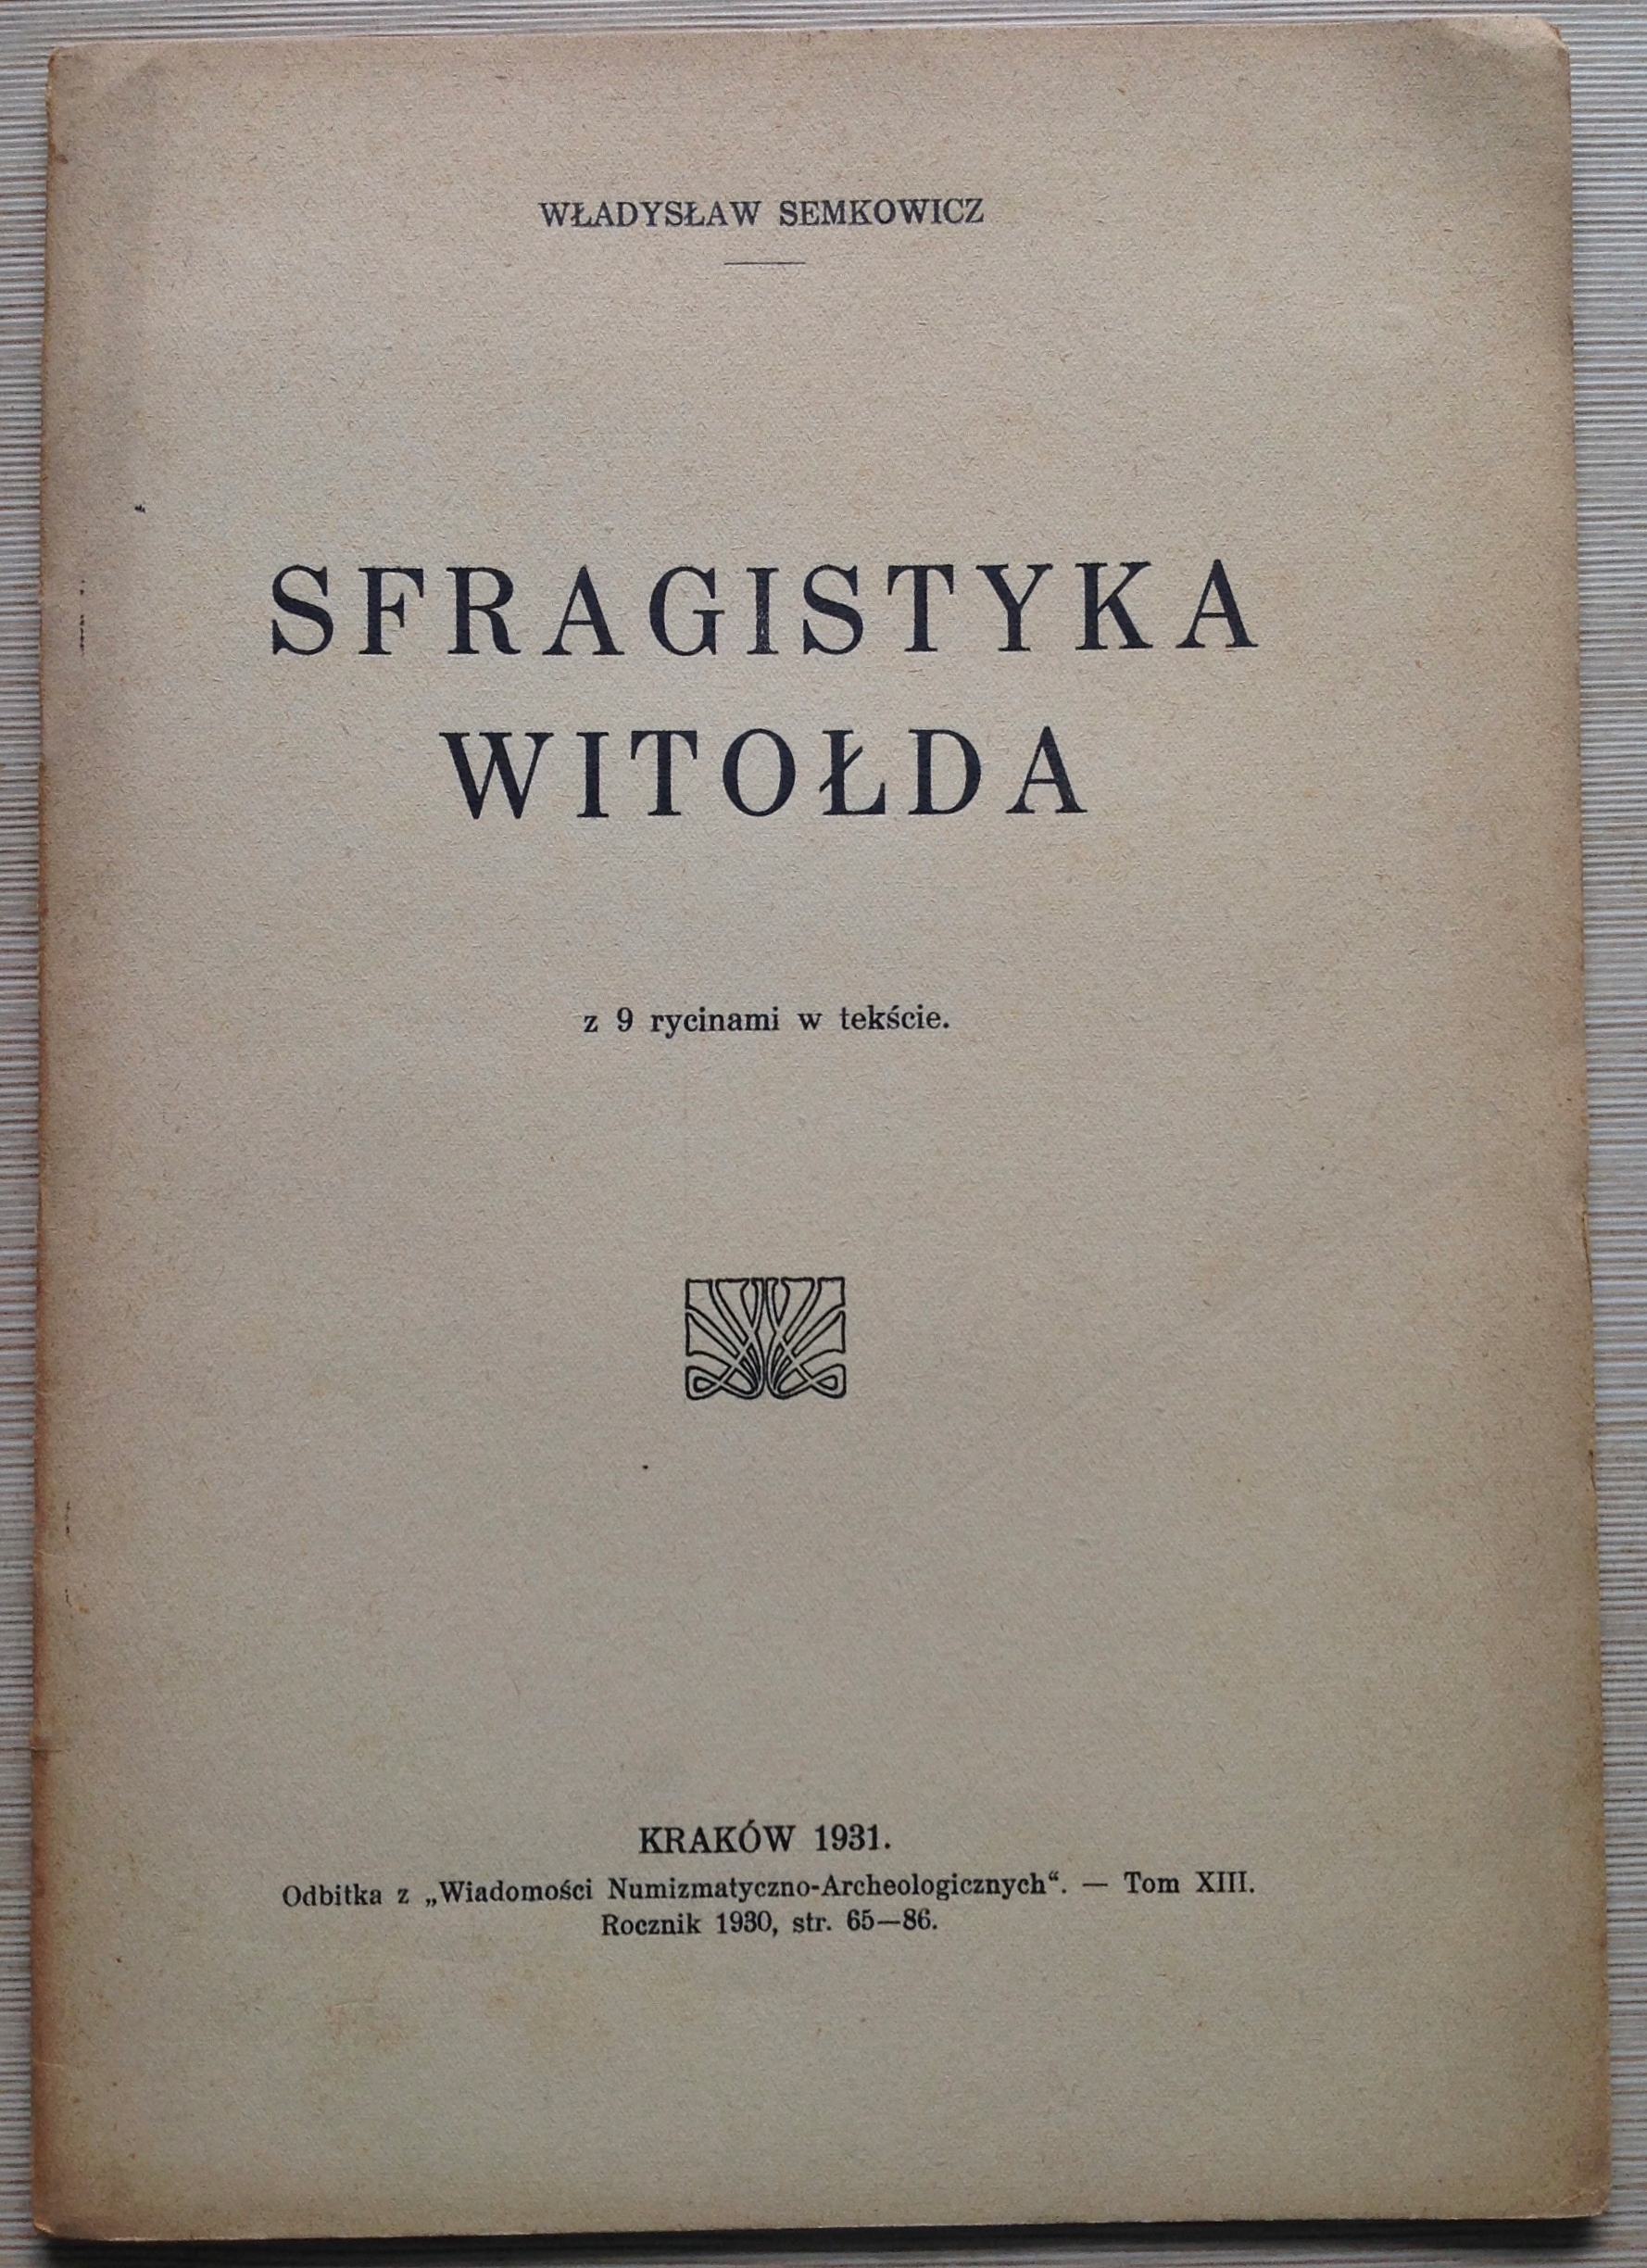 WŁADYSŁAW SEMKOWICZ
SFRAGISTYKA
WITOŁDA
z 9 rycinami w tekście.
KRAKÓW 1931.
Odbitka z „Wiadomości Numizmatyczno-Archeologicznych“. — Tom XIII.
Rocznik 1930, str. 65—86.